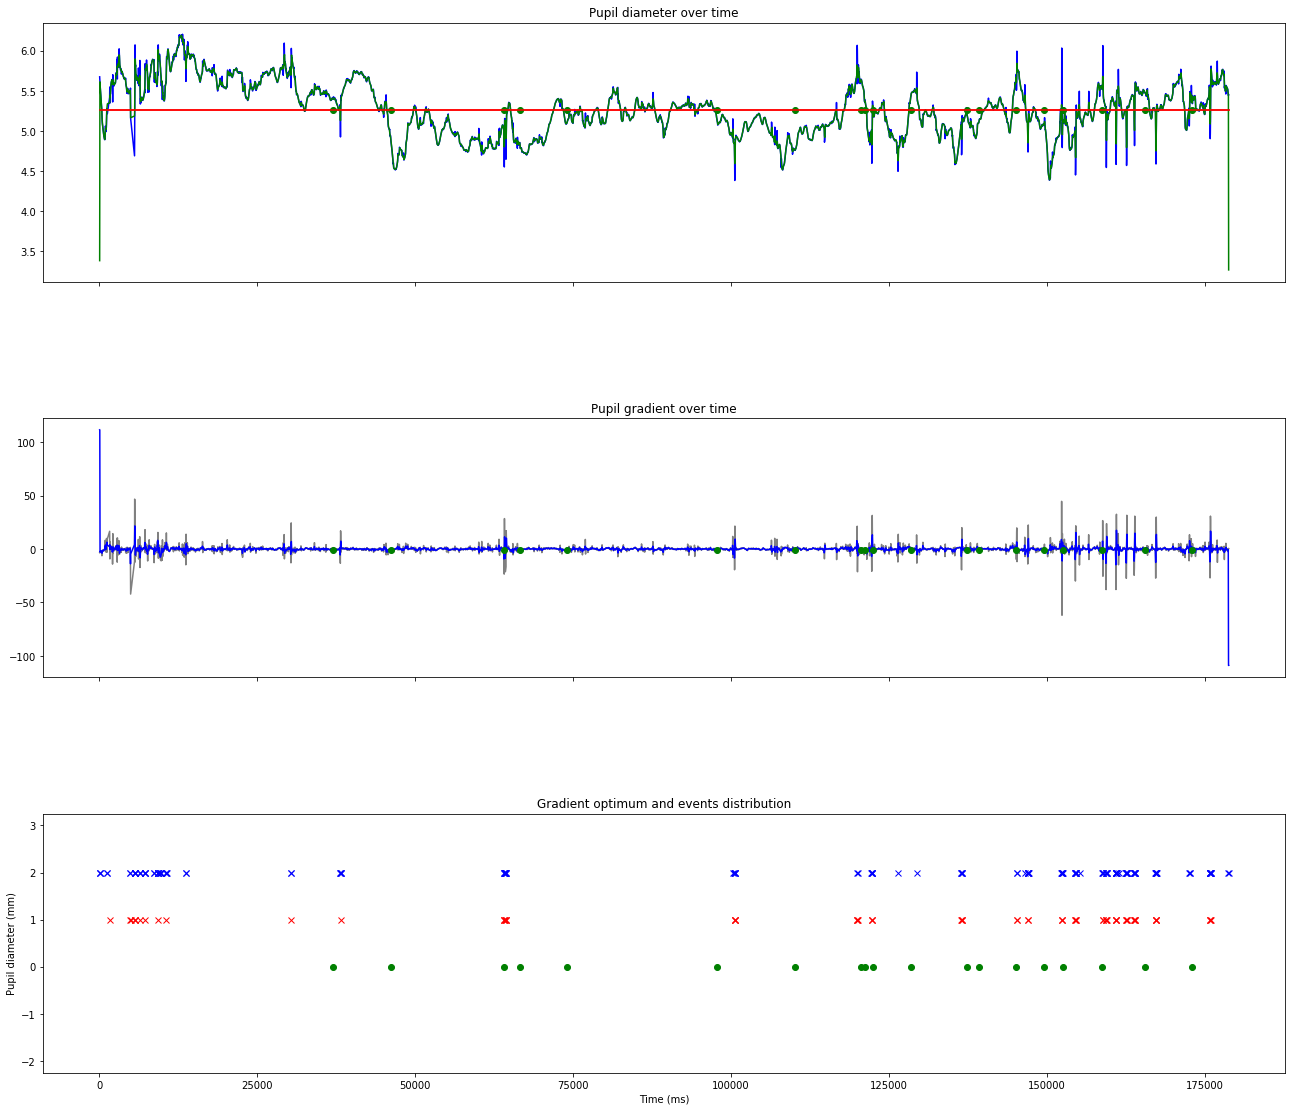 Pupil diameter over time
6.0
5.5
5.0
4.5
4.0
3.5
Pupil gradient over time
100
50
0
−50
−100
Gradient optimum and events distribution
3
2
1
0
−1
−2
Pupil diameter (mm)
0 25000 50000 75000 100000 125000 150000 175000
Time (ms)